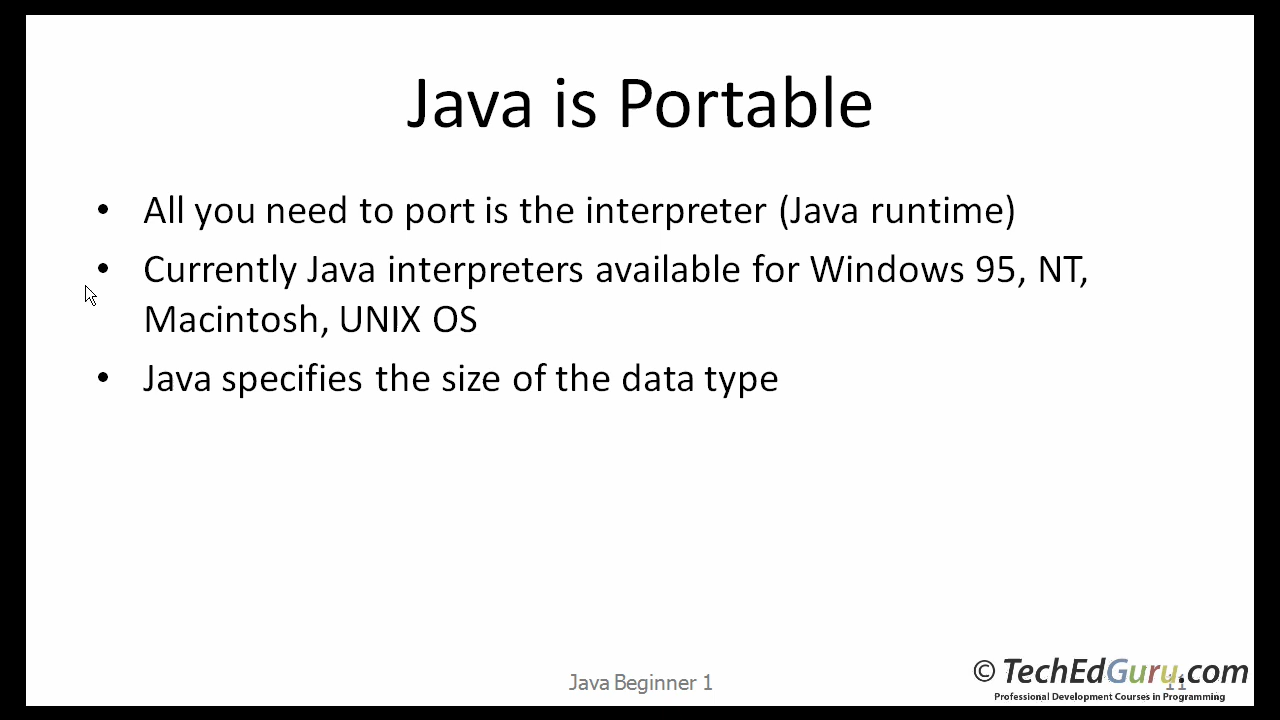 Java is Portable
• All you need to port is the interpreter (Java runtime)
• Currently Java interpreters available for Windows 95, NT,
Macintosh, UNIX OS
• Java specifies the size of the data type
Java Beginner 1
11
© TechEdGuru.com
Professional Development Courses in Programming